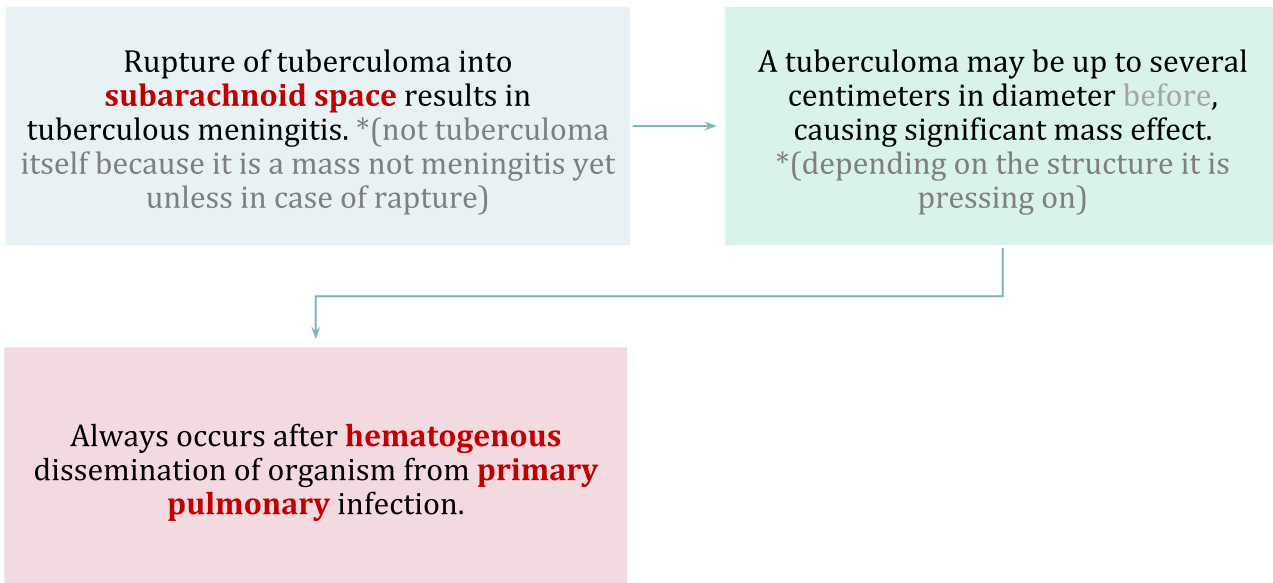 Rupture of tuberculoma into
subarachnoid space results in
tuberculous meningitis. *(not tuberculoma
itself because it is a mass not meningitis yet
unless in case of rapture)
A tuberculoma may be up to several
centimeters in diameter before,
causing significant mass effect.
*(depending on the structure it is
pressing on)
Always occurs after hematogenous
dissemination of organism from primary
pulmonary infection.